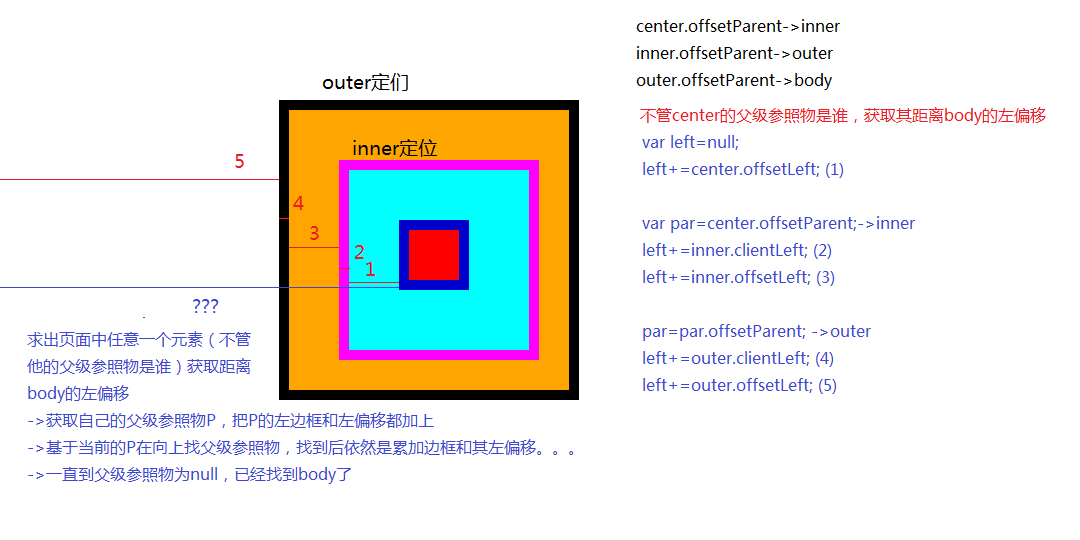 center.offsetParent->inner
inner.offsetParent->outer
outer.offsetParent->body
不管center的父级参照物是谁，获取其距离body的左偏移
var left=null;
left+=center.offsetLeft; (1)
var par=center.offsetParent;->inner
left+=inner.clientLeft; (2)
left+=inner.offsetLeft; (3)
par=par.offsetParent; ->outer
left+=outer.clientLeft; (4)
left+=outer.offsetLeft; (5)
outer定们
inner定位
5
4
3
2
1
???
求出页面中任意一个元素（不管
他的父级参照物是谁）获取距离
body的左偏移
->获取自己的父级参照物P，把P的左边框和左偏移都加上
->基于当前的P在向上找父级参照物，找到后依然是累加边框和其左偏移。。。
->一直到父级参照物为null，已经找到body了